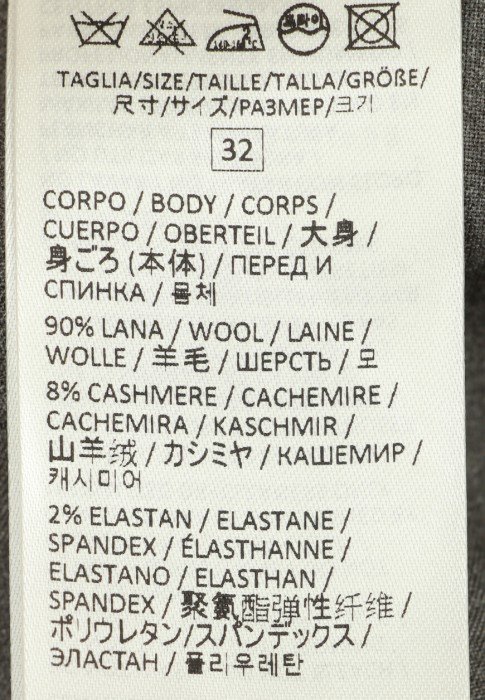 드라이
TAGLIA/SIZE/TAILLE/TALLA/GRÖßE/
尺寸/サイズ/РАЗМЕР/크기
32
CORPO / BODY / CORPS /
CUERPO / OBERTEIL / 大身 /
身ごろ (本体) / ПЕРЕД И
СПИНКА / 몸체
90% LANA / WOOL / LAINE /
WOLLE / 羊毛 / ШЕРСТЬ / 모
8% CASHMERE / CACHEMIRE /
CACHEMIRA / KASCHMIR /
山羊绒 / カシミヤ / КАШЕМИР /
캐시미어
2% ELASTAN / ELASTANE /
SPANDEX / ÉLASTHANNE /
ELASTANO / ELASTHAN /
SPANDEX / 聚氨酯弹性纤维 /
ポリウレタン/スパンデックス /
ЭЛАСТАН / 폴리우레탄